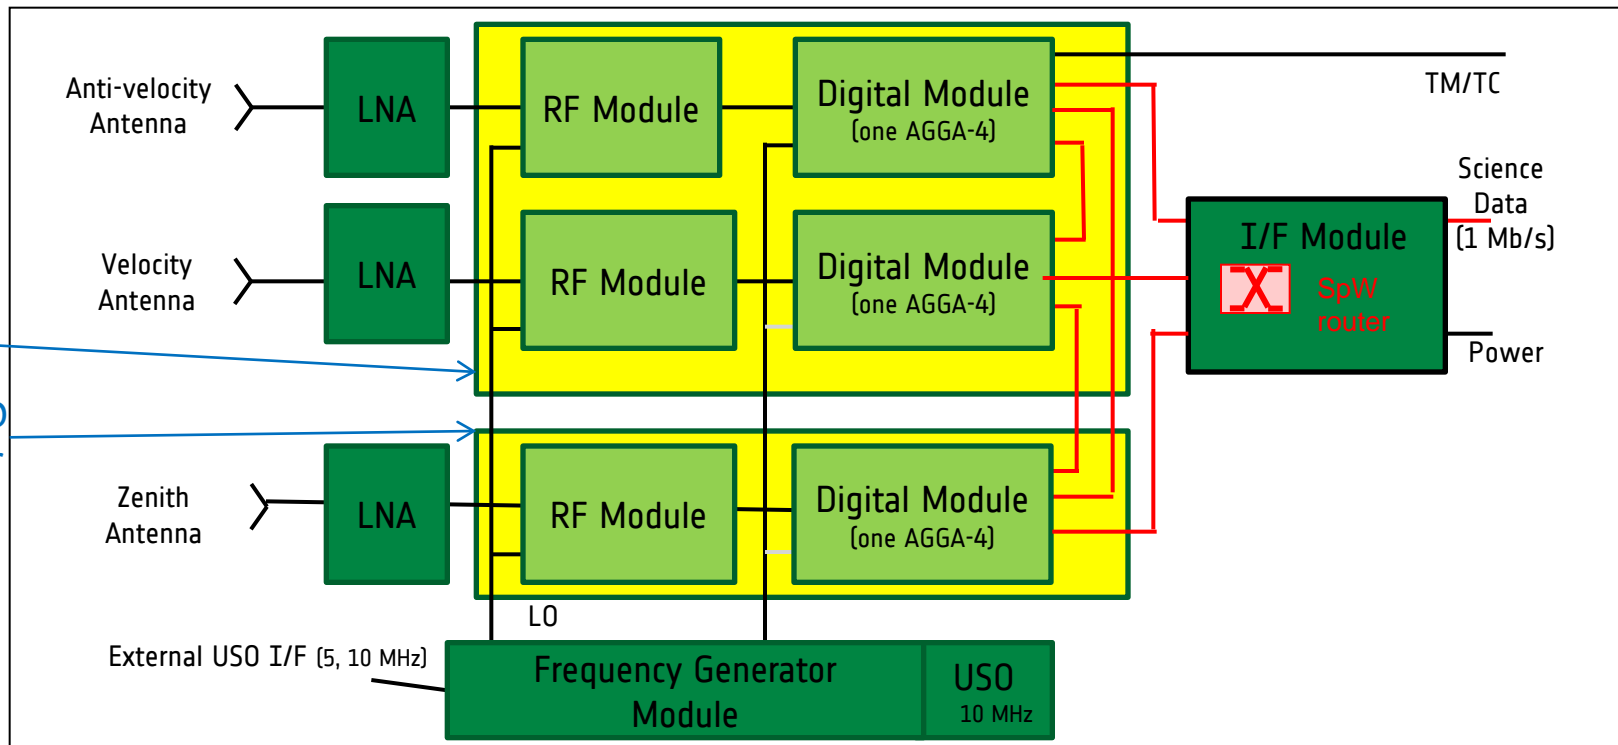 Anti-velocity
Antenna
LNA
RF Module
Digital Module
(one AGGA-4)
TM/TC
Science
Data
(1 Mb/s)
Velocity
Antenna
LNA
RF Module
Digital Module
(one AGGA-4)
I/F Module
SpW
router
Power
Zenith
Antenna
LNA
RF Module
Digital Module
(one AGGA-4)
LO
External USO I/F (5, 10 MHz)
Frequency Generator
Module
USO
10 MHz